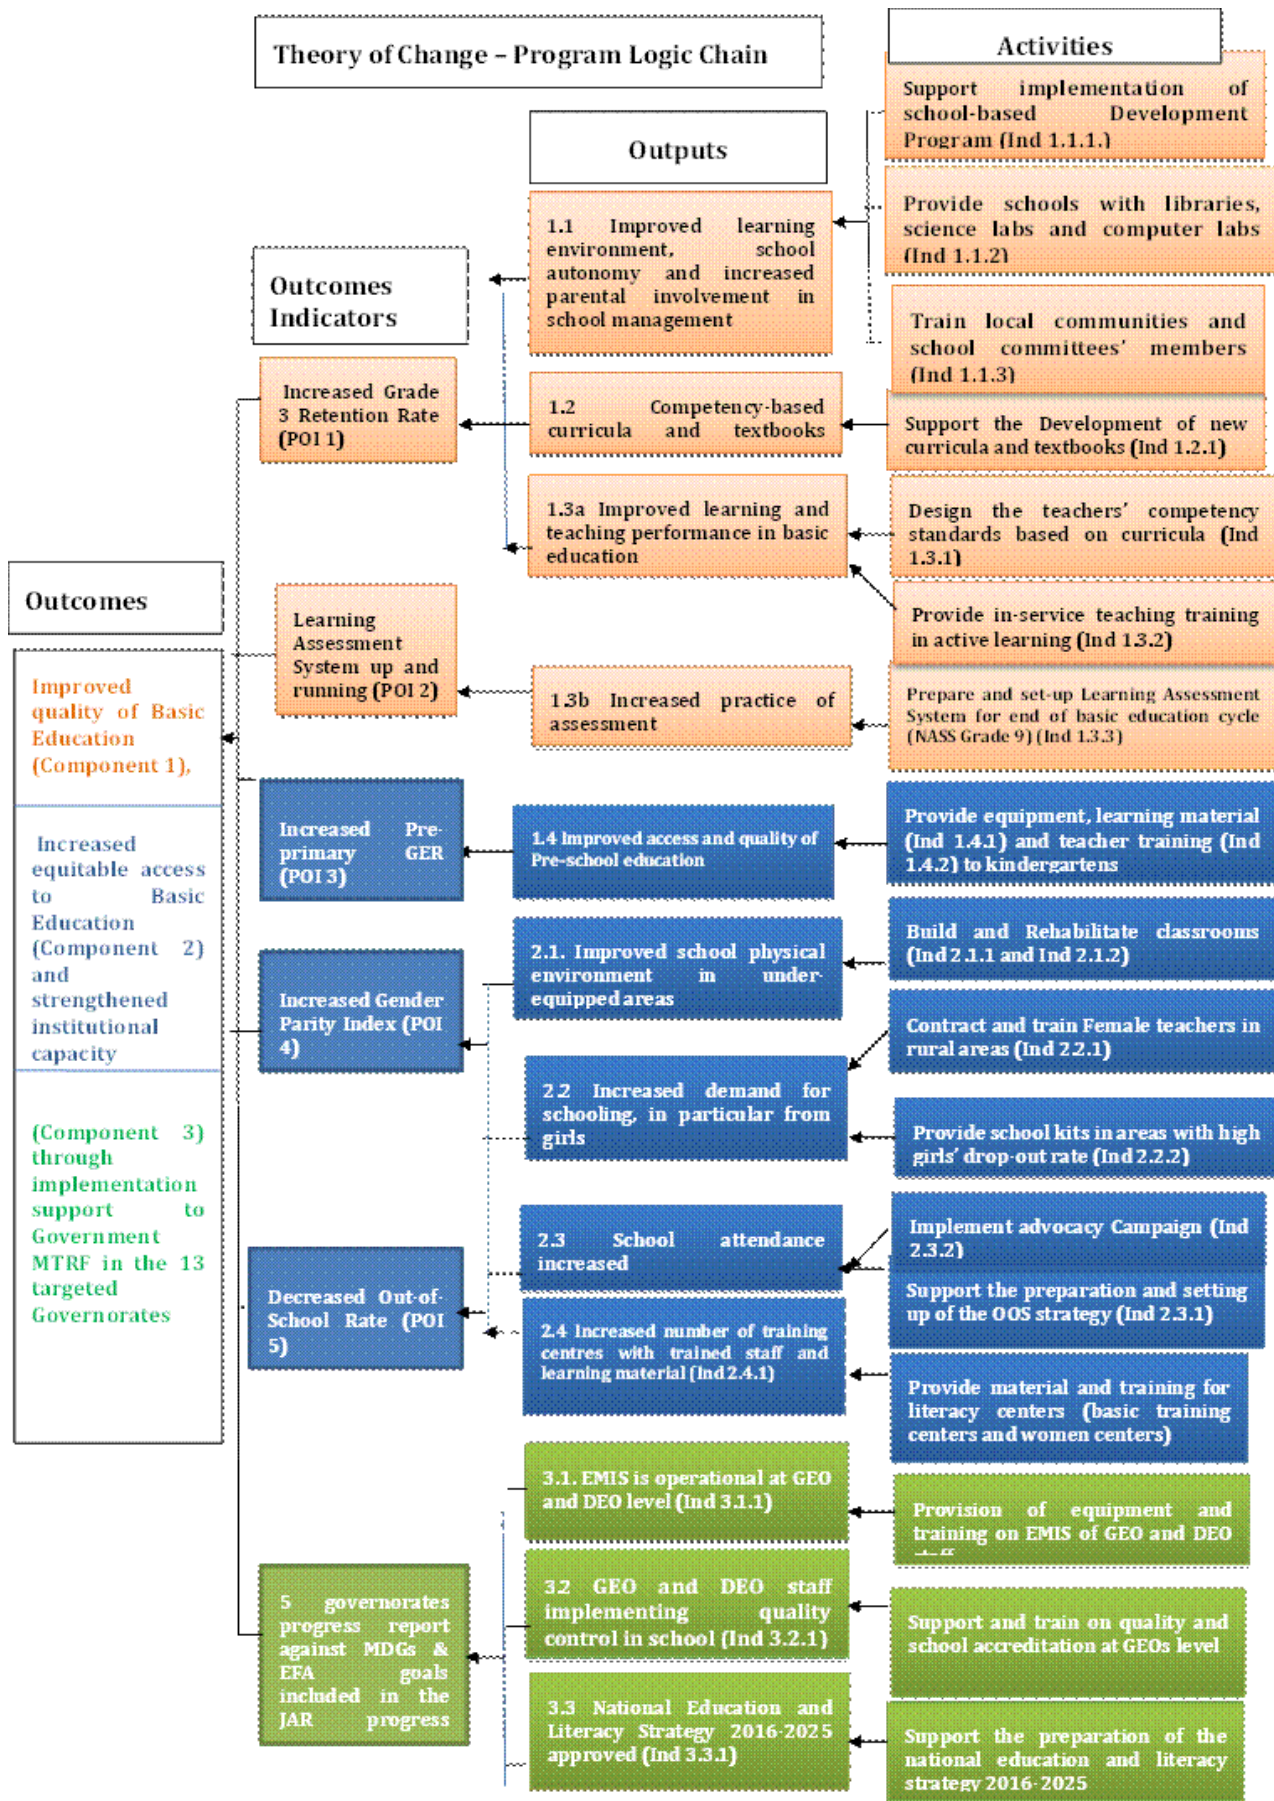 Theory of Change – Program Logic Chain
Activities
Support implementation of
school-based Development
Program (Ind 1.1.1.)
Outputs
Provide schools with libraries,
science labs and computer labs
(Ind 1.1.2)
1.1 Improved learning
environment, school
autonomy and increased
parental involvement in
school management
Outcomes
Indicators
Train local communities and
school committees’ members
(Ind 1.1.3)
Increased Grade
3 Retention Rate
(POI 1)
1.2 Competency-based
curricula and textbooks
Support the Development of new
curricula and textbooks (Ind 1.2.1)
1.3a Improved learning and
teaching performance in basic
education
Design the teachers’ competency
standards based on curricula (Ind
1.3.1)
Outcomes
Learning
Assessment
System up and
running (POI 2)
Provide in-service teaching training
in active learning (Ind 1.3.2)
Improved
quality of Basic
Education
(Component 1),
1.3b Increased practice of
assessment
Prepare and set-up Learning Assessment
System for end of basic education cycle
(NASS Grade 9) (Ind 1.3.3)
Increased Pre-
primary GER
(POI 3)
1.4 Improved access and quality of
Pre-school education
Provide equipment, learning material
(Ind 1.4.1) and teacher training (Ind
1.4.2) to kindergartens
Increased
equitable access
to Basic
Education
(Component 2)
and
strengthened
institutional
capacity
2.1. Improved school physical
environment in under-
equipped areas
Build and Rehabilitate classrooms
(Ind 2.1.1 and Ind 2.1.2)
Increased Gender
Parity Index (POI
4)
Contract and train Female teachers in
rural areas (Ind 2.2.1)
2.2 Increased demand for
schooling, in particular from
girls
Provide school kits in areas with high
girls’ drop-out rate (Ind 2.2.2)
(Component 3)
through
implementation
support to
Government
MTRF in the 13
targeted
Governorates
2.3 School attendance
increased
Implement advocacy Campaign (Ind
2.3.2)
Decreased Out-of-
School Rate (POI
5)
Support the preparation and setting
up of the OOS strategy (Ind 2.3.1)
2.4 Increased number of training
centres with trained staff and
learning material (Ind 2.4.1)
Provide material and training for
literacy centers (basic training
centers and women centers)
3.1. EMIS is operational at GEO
and DEO level (Ind 3.1.1)
Provision of equipment and
training on EMIS of GEO and DEO
5 governorates
progress report
against MDGs &
EFA goals
included in the
JAR progress
3.2 GEO and DEO staff
implementing quality
control in school (Ind 3.2.1)
Support and train on quality and
school accreditation at GEOs level
3.3 National Education and
Literacy Strategy 2016-2025
approved (Ind 3.3.1)
Support the preparation of the
national education and literacy
strategy 2016-2025